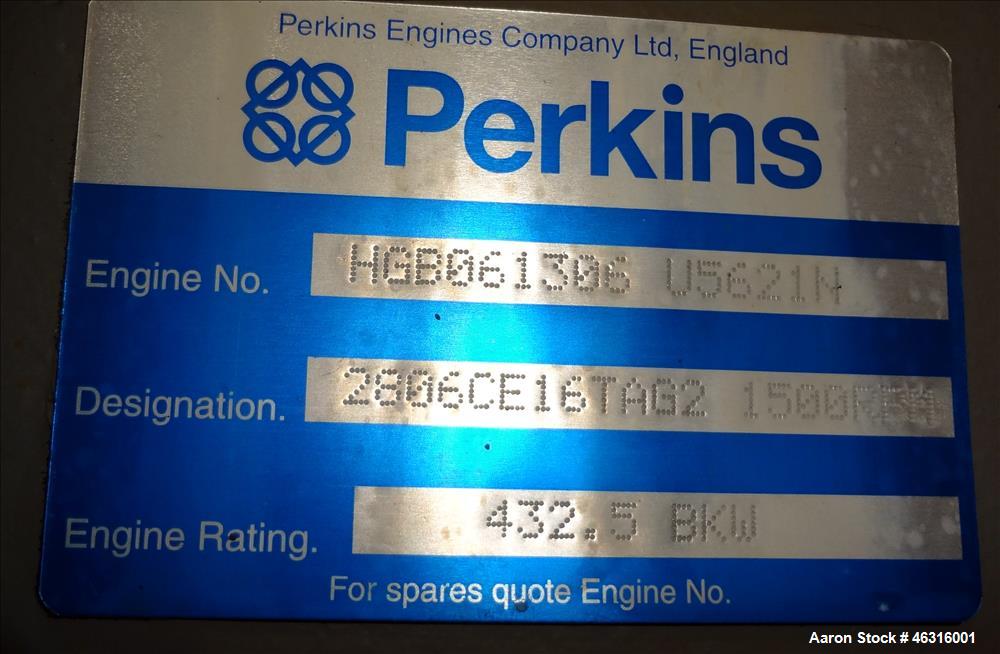 Perkins Engines Company Ltd, England
Perkins
Engine No. HGB061306 U5621N
Designation. 2806CE16TAG2 1500RPM
Engine Rating. 432.5 BKW
For spares quote Engine No.
Aaron Stock # 46316001